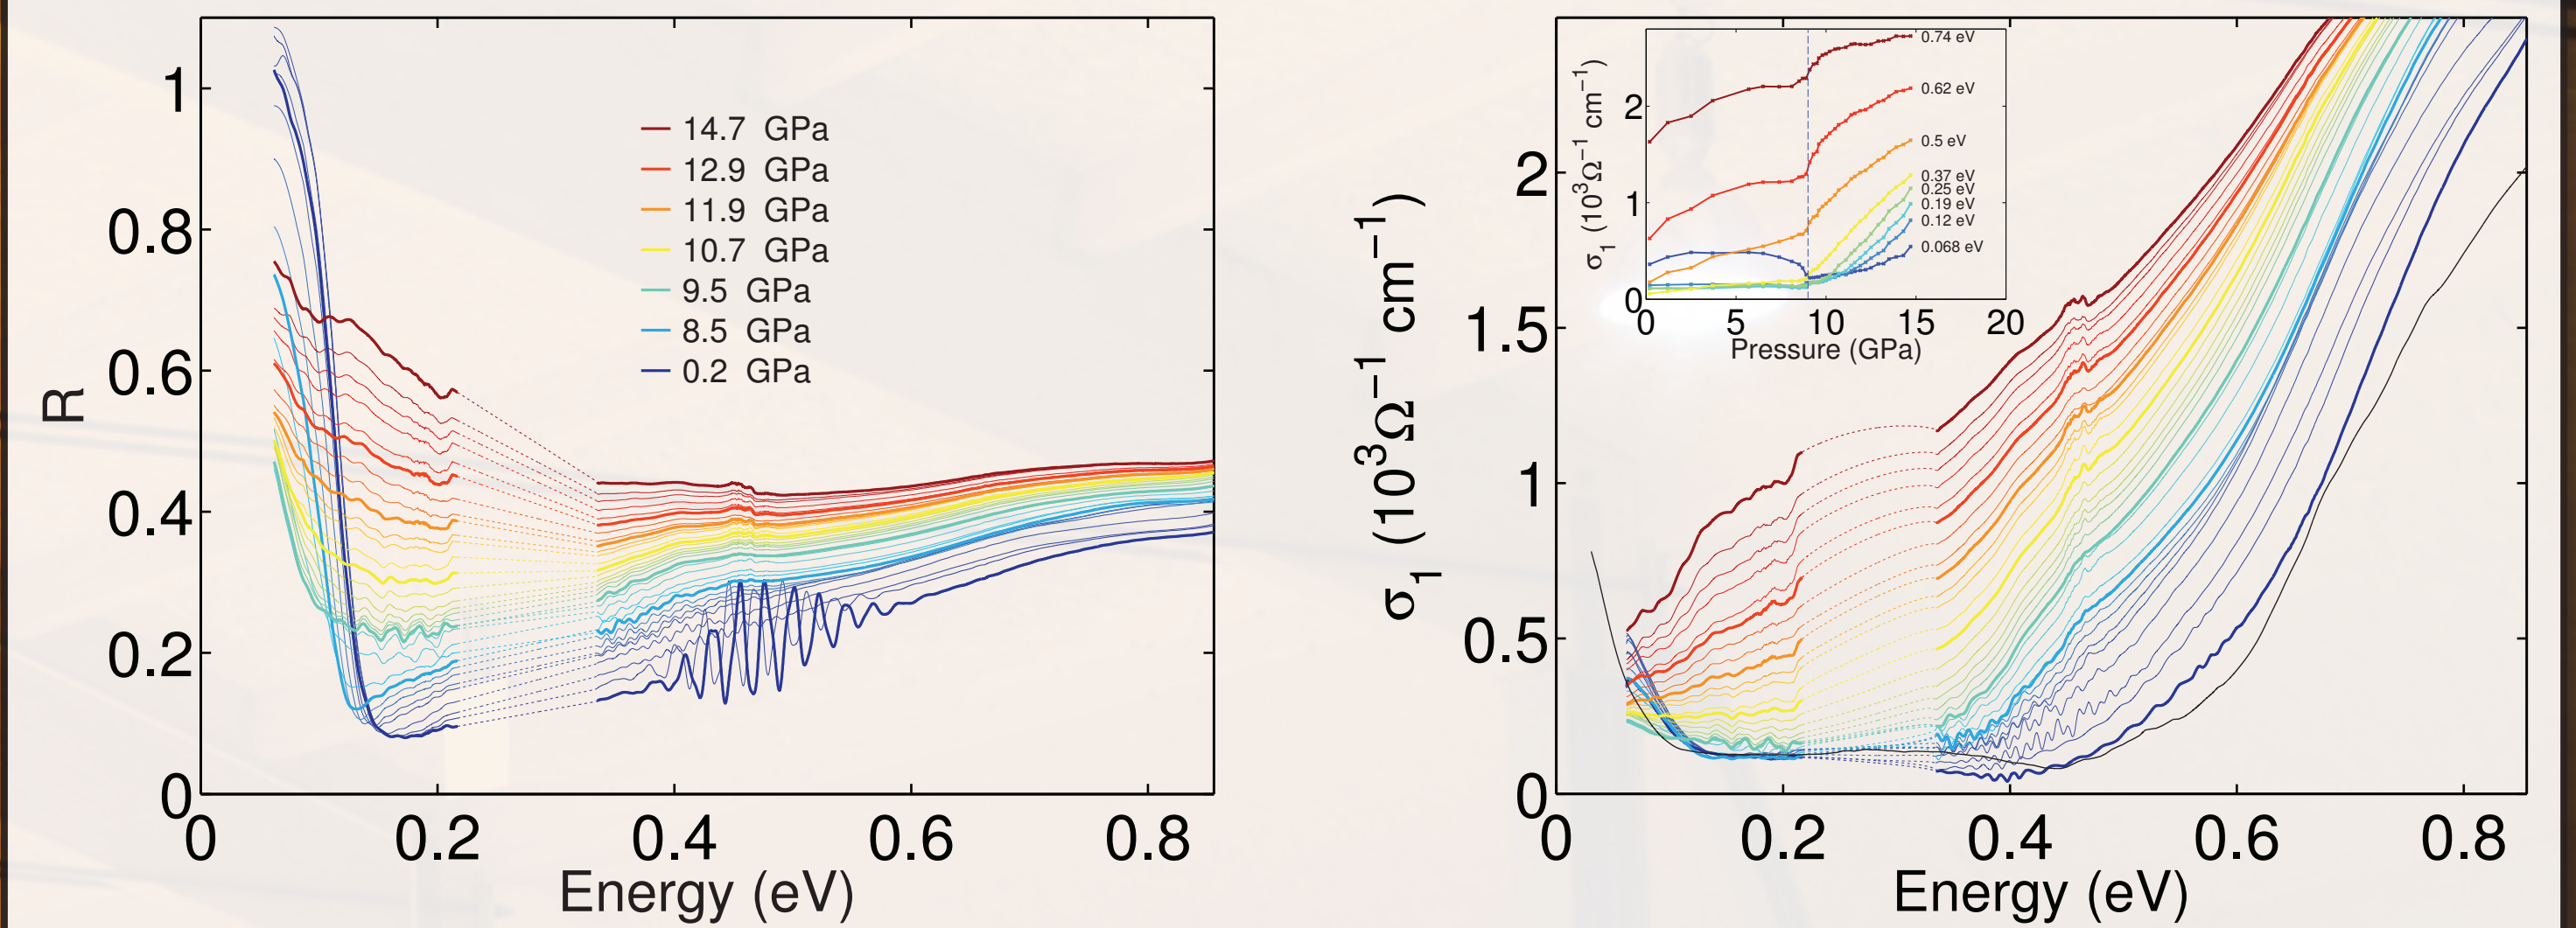 1
0.8
0.6
0.4
0.2
0
R
14.7 GPa
12.9 GPa
11.9 GPa
10.7 GPa
9.5 GPa
8.5 GPa
0.2 GPa
0 0.2 0.4 0.6 0.8
Energy (eV)
2
1.5
1
0.5
0
σ₁ (10³Ω⁻¹ cm⁻¹)
2
1
0
σ₁ (10³Ω⁻¹ cm⁻¹)
0.74 eV
0.62 eV
0.5 eV
0.37 eV
0.25 eV
0.19 eV
0.12 eV
0.068 eV
0 5 10 15 20
Pressure (GPa)
0 0.2 0.4 0.6 0.8
Energy (eV)